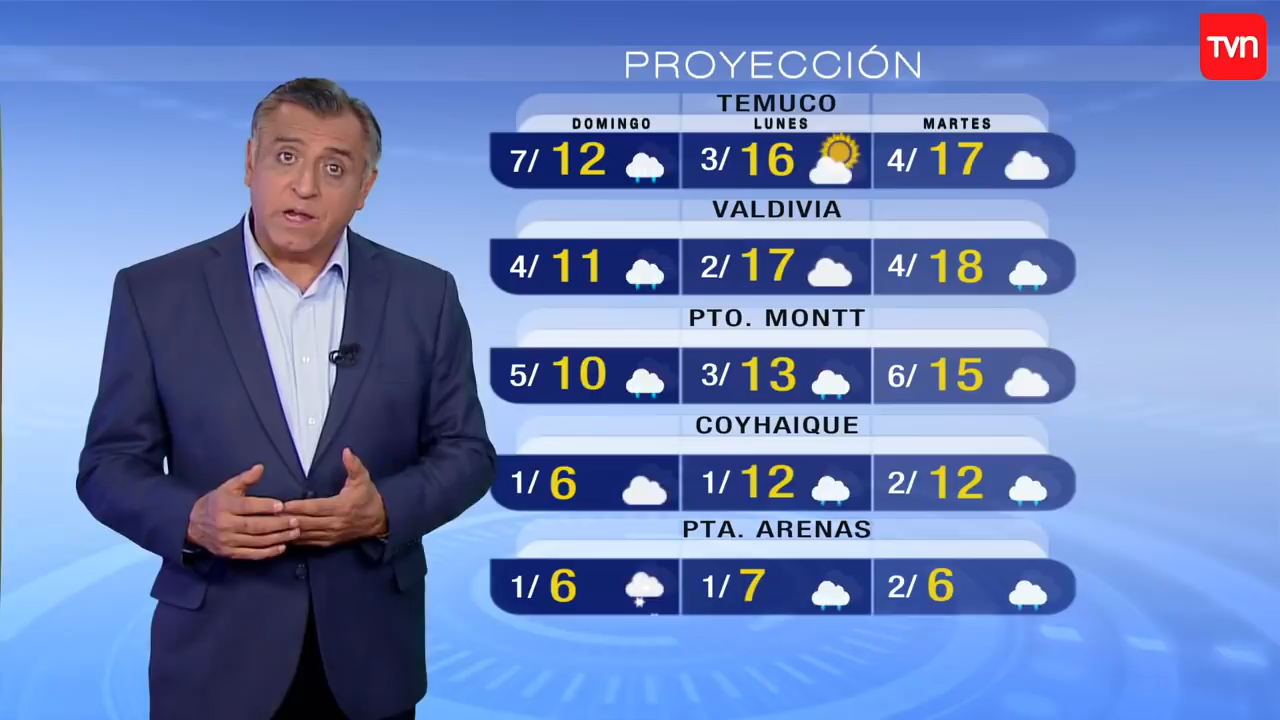 TVN
PROYECCIÓN
TEMUCO
DOMINGO LUNES MARTES
7/ 12 3/ 16 4/ 17
VALDIVIA
4/ 11 2/ 17 4/ 18
PTO. MONTT
5/ 10 3/ 13 6/ 15
COYHAIQUE
1/ 6 1/ 12 2/ 12
PTA. ARENAS
1/ 6 1/ 7 2/ 6